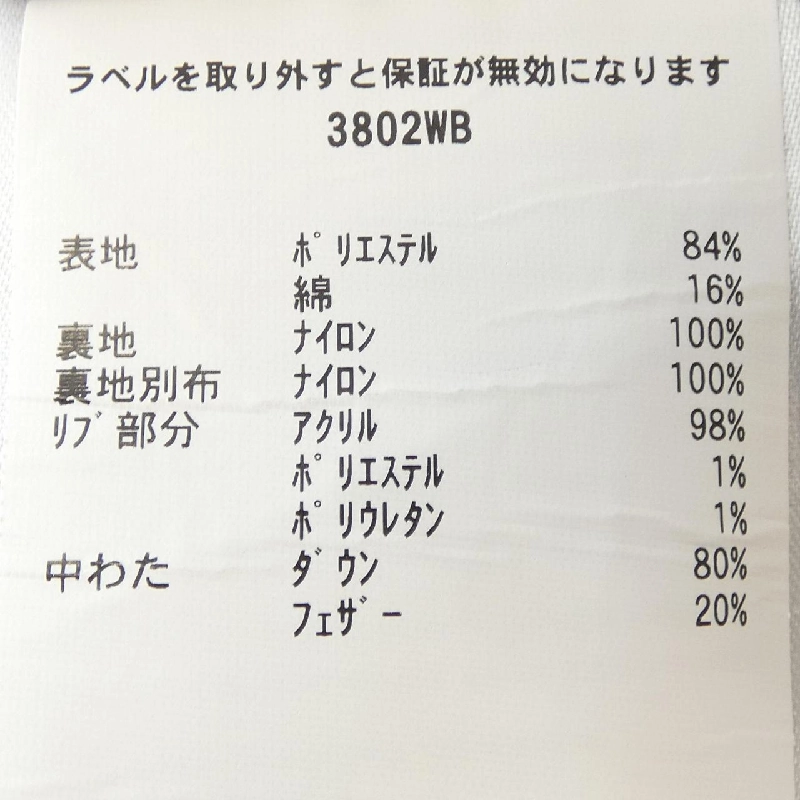 ラベルを取り外すと保証が無効になります
3802WB
表地 ﾎﾟﾘｴｽﾃﾙ 84%
綿 16%
裏地 ﾅｲﾛﾝ 100%
裏地別布 ﾅｲﾛﾝ 100%
ﾘﾌﾞ部分 ｱｸﾘﾙ 98%
ﾎﾟﾘｴｽﾃﾙ 1%
ﾎﾟﾘｳﾚﾀﾝ 1%
中わた ﾀﾞｳﾝ 80%
ﾌｪｻﾞｰ 20%